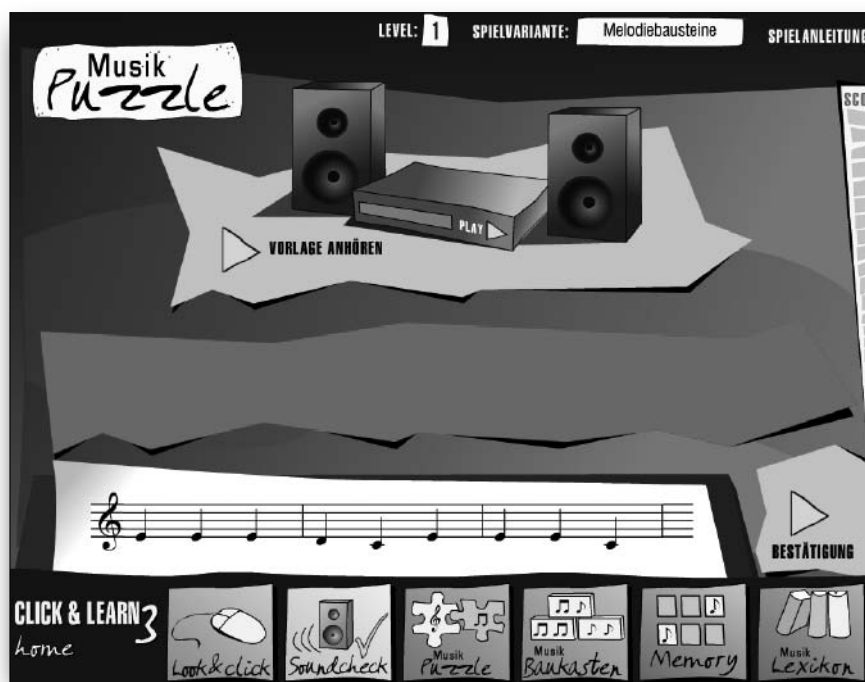 LEVEL: 1 SPIELVARIANTE: Melodiebausteine SPIELANLEITUNG
Musik
Puzzle
SCO
PLAY
VORLAGE ANHÖREN
BESTÄTIGUNG
CLICK & LEARN 3
home
Look & click
Soundcheck
Musik
Puzzle
Musik
Baukasten
Memory
Musik
Lexikon